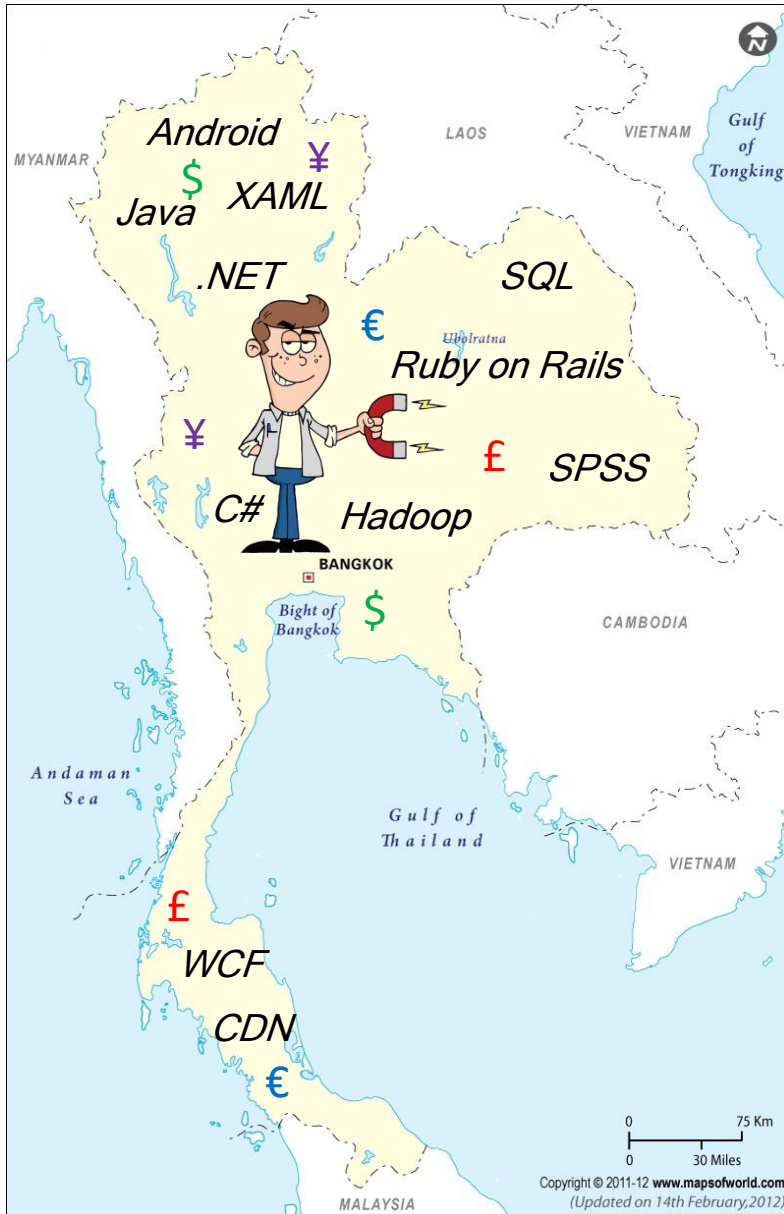 N
Gulf
of
Tongking
MYANMAR
LAOS
VIETNAM
Android
¥
$
XAML
Java
.NET
SQL
€
Ubolratna
Ruby on Rails
¥
£
SPSS
C#
Hadoop
BANGKOK
Bight of
Bangkok
$
CAMBODIA
Andaman
Sea
Gulf of
Thailand
VIETNAM
£
WCF
CDN
€
0
75 Km
0
30 Miles
MALAYSIA
Copyright © 2011-12 www.mapsofworld.com
(Updated on 14th February,2012)